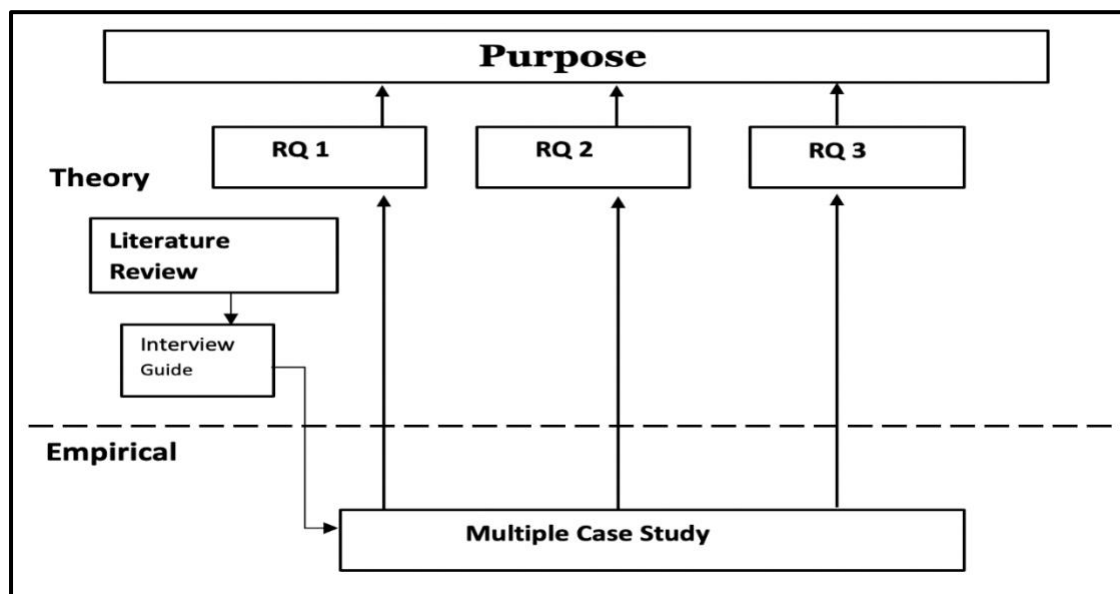 Purpose
RQ 1
RQ 2
RQ 3
Theory
Literature
Review
Interview
Guide
Empirical
Multiple Case Study